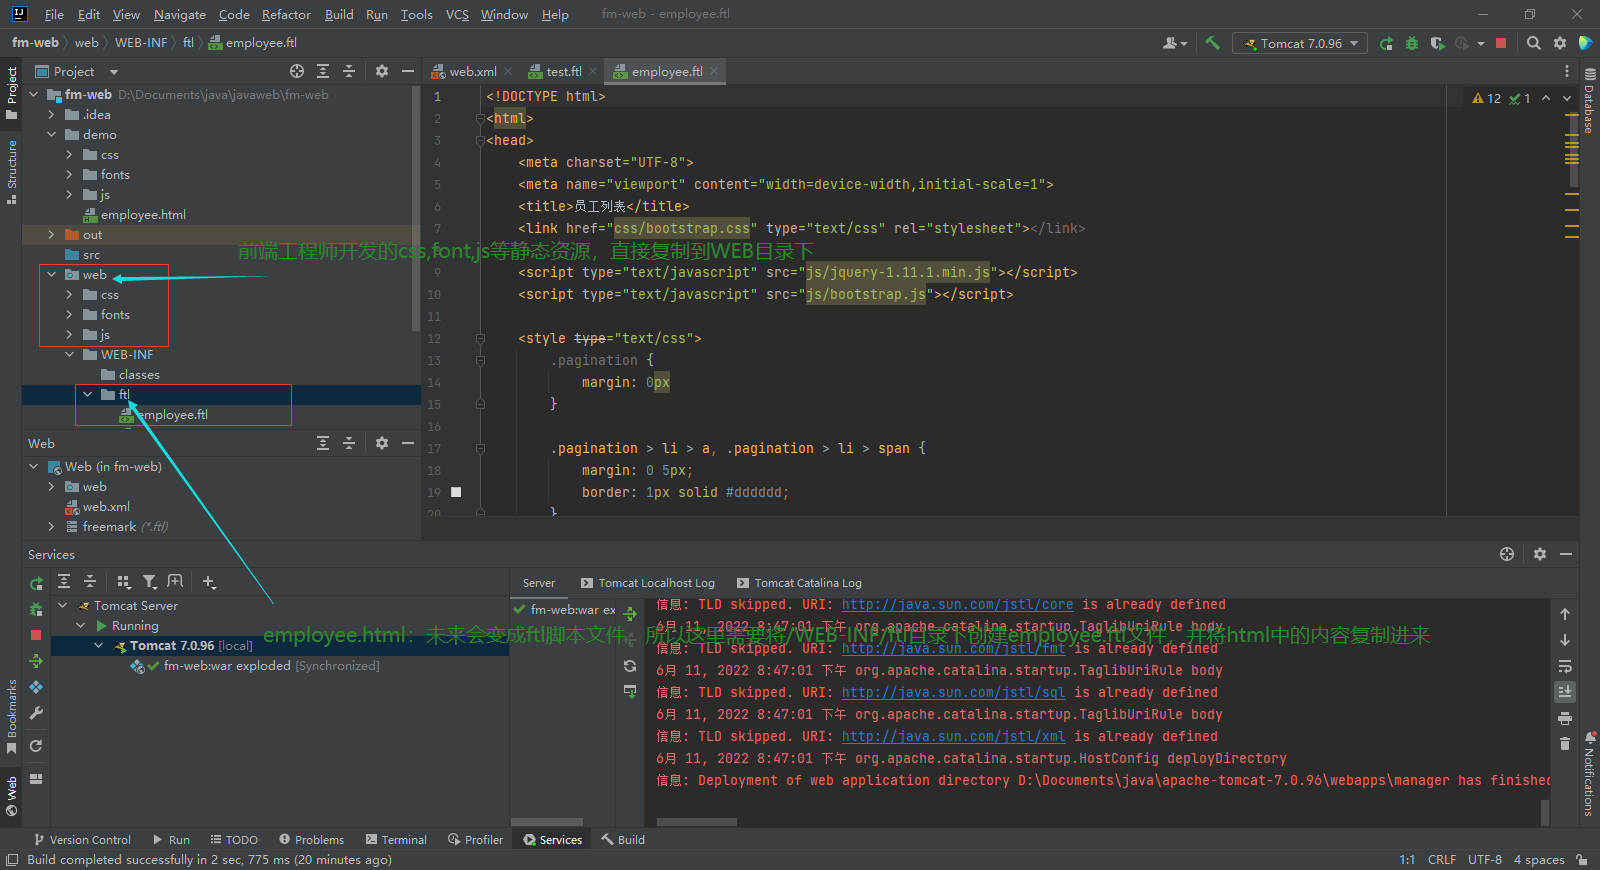 File Edit View Navigate Code Refactor Build Run Tools VCS Window Help fm-web - employee.ftl
fm-web web WEB-INF ftl employee.ftl Tomcat 7.0.96
Project
web.xml test.ftl employee.ftl
Project
Structure
Bookmarks
Web
Database
Notifications
fm-web D:\Documents\java\javaweb\fm-web
.idea
demo
css
fonts
js
employee.html
out
src
web
css
fonts
js
WEB-INF
classes
ftl
employee.ftl
前端工程师开发的css,font,js等静态资源，直接复制到WEB目录下
12 1
1 <!DOCTYPE html>
2 <html>
3 <head>
4 <meta charset="UTF-8">
5 <meta name="viewport" content="width=device-width,initial-scale=1">
6 <title>员工列表</title>
7 <link href="css/bootstrap.css" type="text/css" rel="stylesheet"></link>
9 <script type="text/javascript" src="js/jquery-1.11.1.min.js"></script>
10 <script type="text/javascript" src="js/bootstrap.js"></script>
11
12 <style type="text/css">
13 .pagination {
14 margin: 0px
15 }
16
17 .pagination > li > a, .pagination > li > span {
18 margin: 0 5px;
19 border: 1px solid #dddddd;
20 }
Web
Web (in fm-web)
web
web.xml
freemark (*.ftl)
Services
Tomcat Server
Running
Tomcat 7.0.96 [local]
fm-web:war exploded [Synchronized]
Server Tomcat Localhost Log Tomcat Catalina Log
fm-web:war ex
employee.html：未来会变成ftl脚本文件，所以这里需要将/WEB-INF/ftl目录下创建employee.ftl文件，并将html中的内容复制进来
信息: TLD skipped. URI: http://java.sun.com/jstl/core is already defined
6月 11, 2022 8:47:01 下午 org.apache.catalina.startup.TaglibUriRule body
信息: TLD skipped. URI: http://java.sun.com/jstl/fmt is already defined
6月 11, 2022 8:47:01 下午 org.apache.catalina.startup.TaglibUriRule body
信息: TLD skipped. URI: http://java.sun.com/jstl/sql is already defined
6月 11, 2022 8:47:01 下午 org.apache.catalina.startup.TaglibUriRule body
信息: TLD skipped. URI: http://java.sun.com/jstl/xml is already defined
6月 11, 2022 8:47:01 下午 org.apache.catalina.startup.HostConfig deployDirectory
信息: Deployment of web application directory D:\Documents\java\apache-tomcat-7.0.96\webapps\manager has finished
Version Control Run TODO Problems Terminal Profiler Services Build
Build completed successfully in 2 sec, 775 ms (20 minutes ago) 1:1 CRLF UTF-8 4 spaces